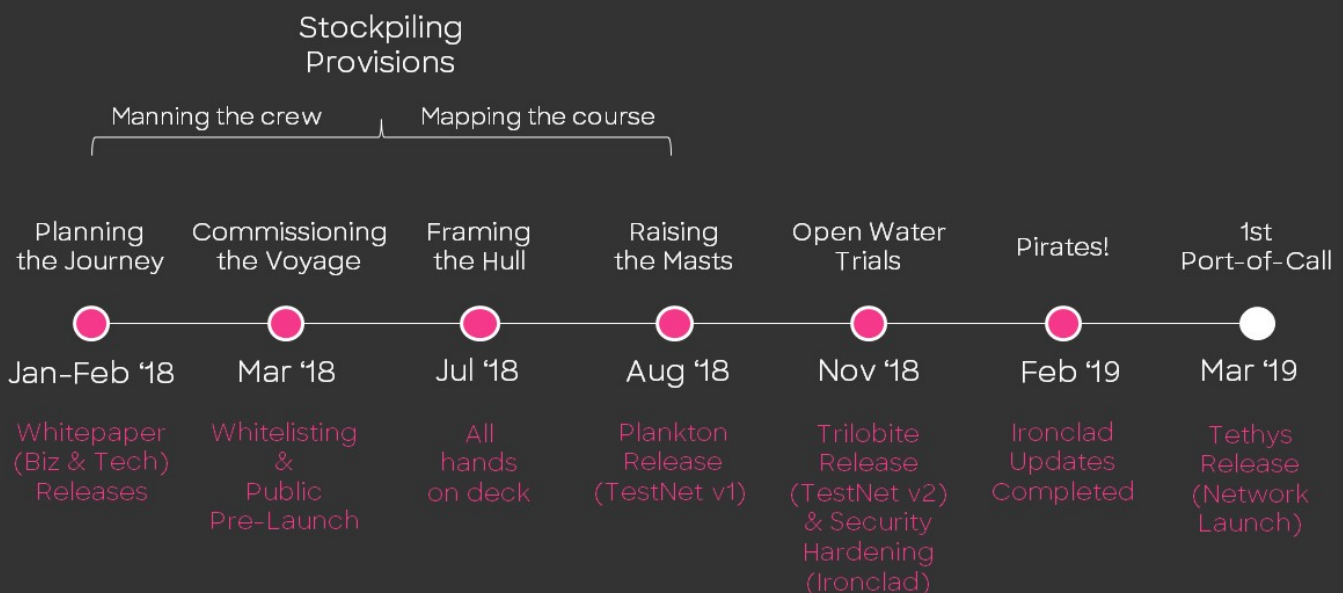 Stockpiling
Provisions
Manning the crew
Mapping the course
Planning
the Journey
Commissioning
the Voyage
Framing
the Hull
Raising
the Masts
Open Water
Trials
Pirates!
1st
Port-of-Call
Jan-Feb ‘18
Mar ‘18
Jul ‘18
Aug ‘18
Nov ‘18
Feb ‘19
Mar ‘19
Whitepaper
(Biz & Tech)
Releases
Whitelisting
&
Public
Pre-Launch
All
hands
on deck
Plankton
Release
(TestNet v1)
Trilobite
Release
(TestNet v2)
& Security
Hardening
(Ironclad)
Ironclad
Updates
Completed
Tethys
Release
(Network
Launch)